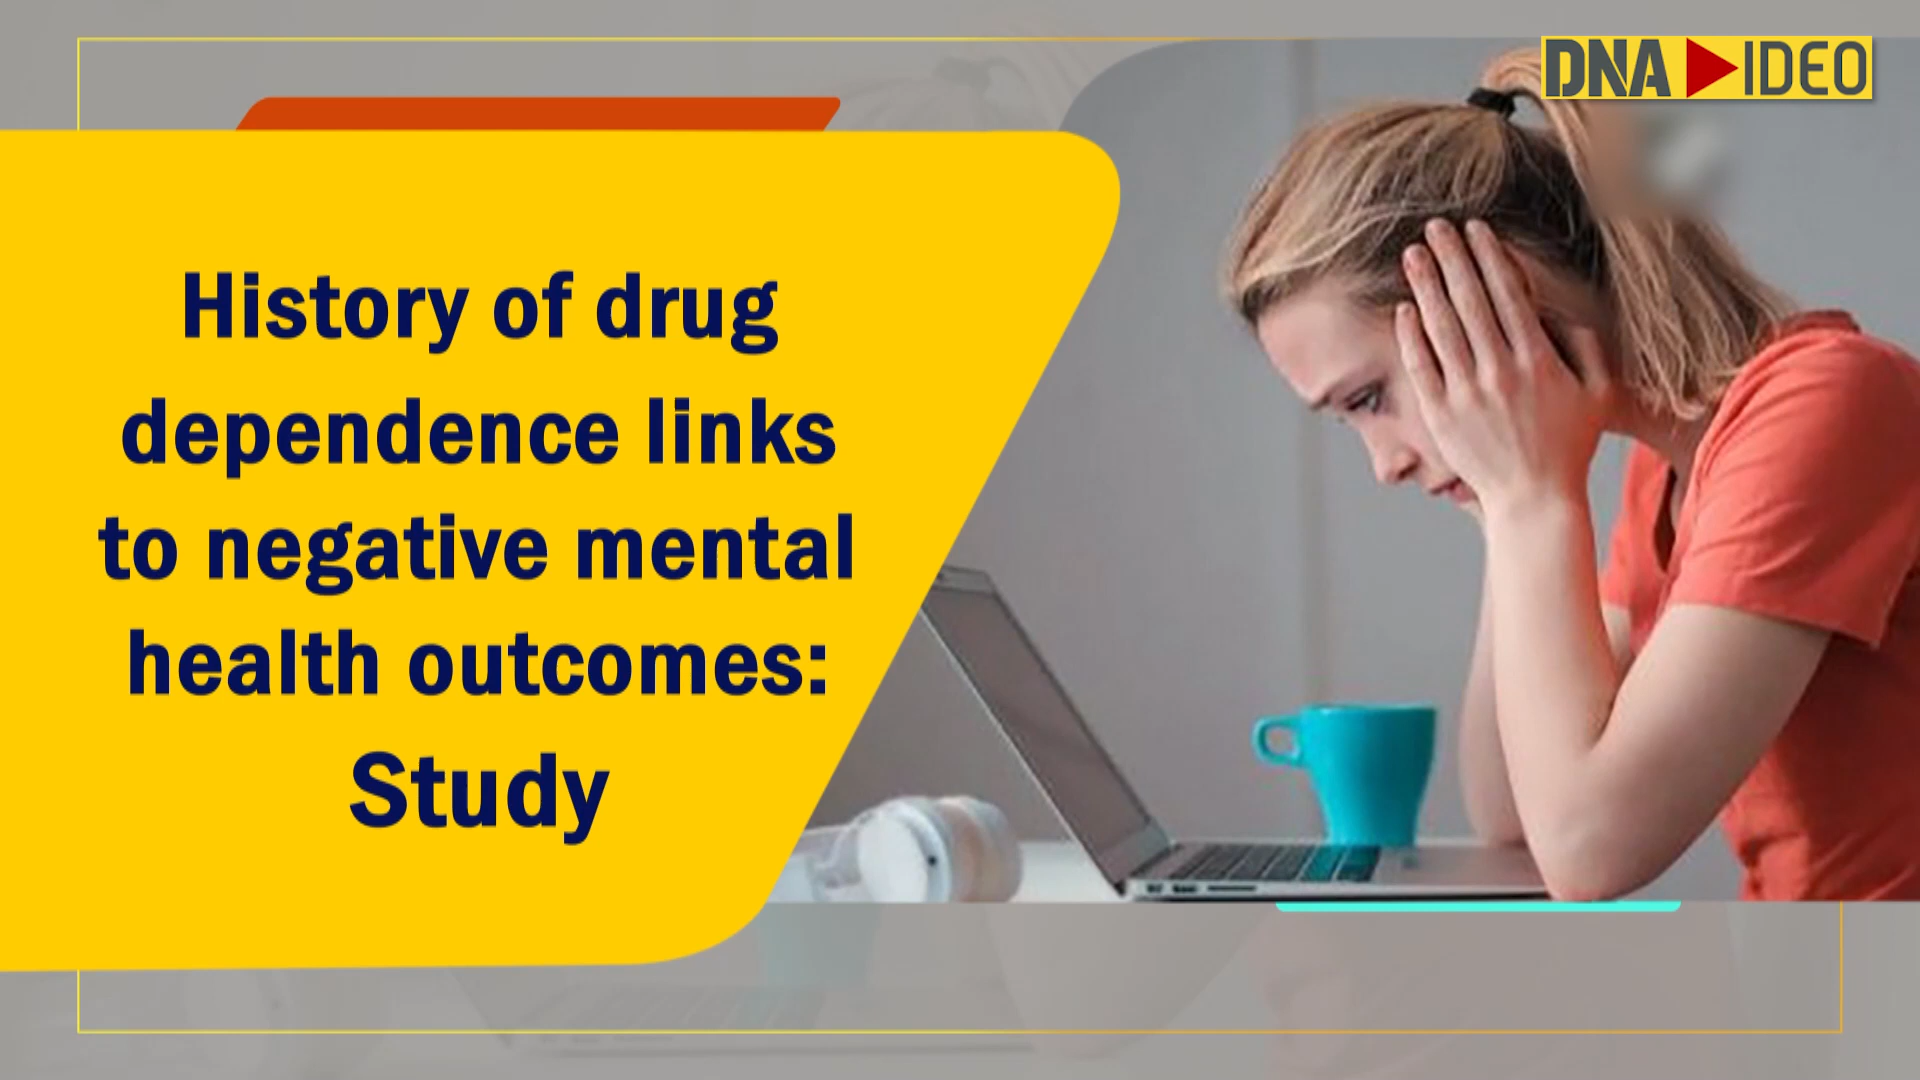 DNA VIDEO
History of drug
dependence links
to negative mental
health outcomes:
Study